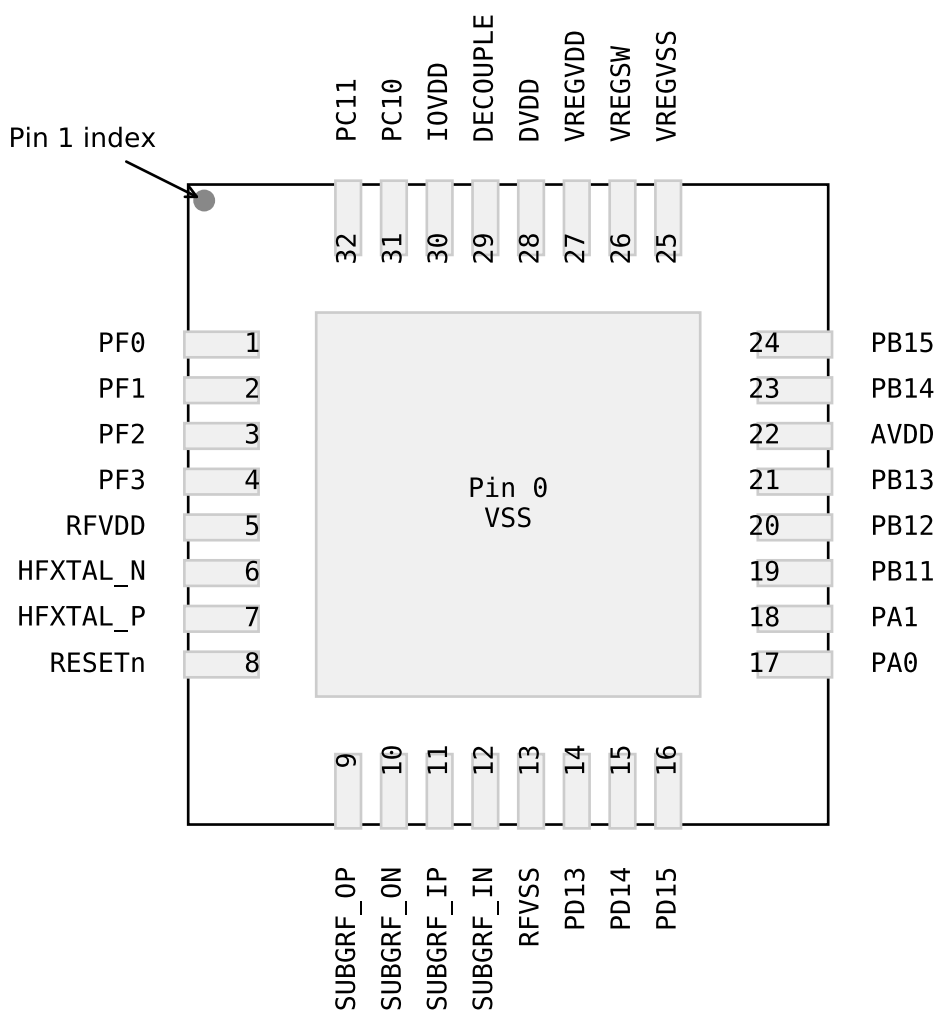 DECOUPLE
VREGVDD
VREGSW
VREGVSS
IOVDD
PC11
PC10
DVDD
Pin 1 index
32
31
30
29
28
27
26
25
PF0 1
24 PB15
PF1 2
23 PB14
PF2 3
22 AVDD
PF3 4
21 PB13
Pin 0
VSS
RFVDD 5
20 PB12
HFXTAL_N 6
19 PB11
HFXTAL_P 7
18 PA1
RESETn 8
17 PA0
9
10
11
12
13
14
15
16
SUBGRF_OP
SUBGRF_ON
SUBGRF_IP
SUBGRF_IN
RFVSS
PD13
PD14
PD15